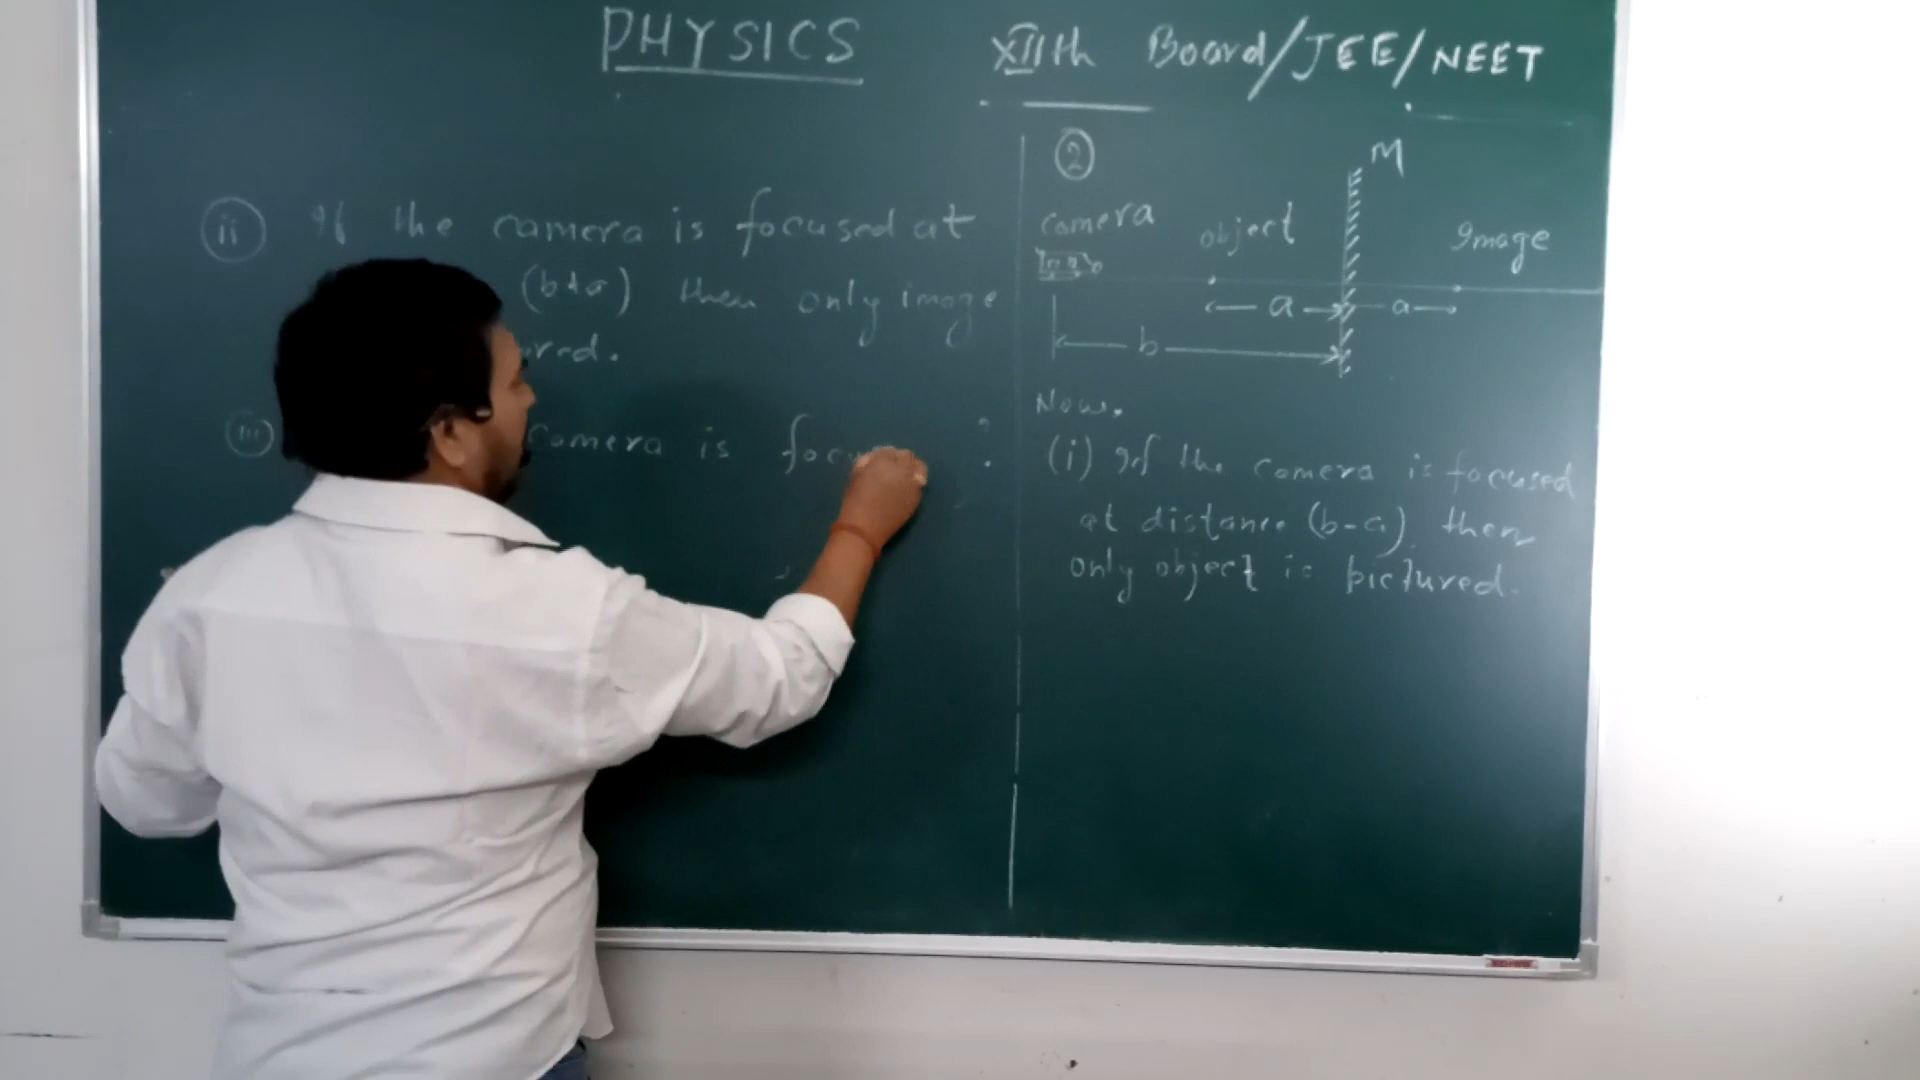 PHYSICS XIIth Board/JEE/NEET
(ii) If the camera is focused at
(b+a) then only image
ured.
(iii) camera is focu
②
M
camera object Image
a a
b
Now.
(i) If the camera is focused
at distance (b-a) then
only object is pictured.